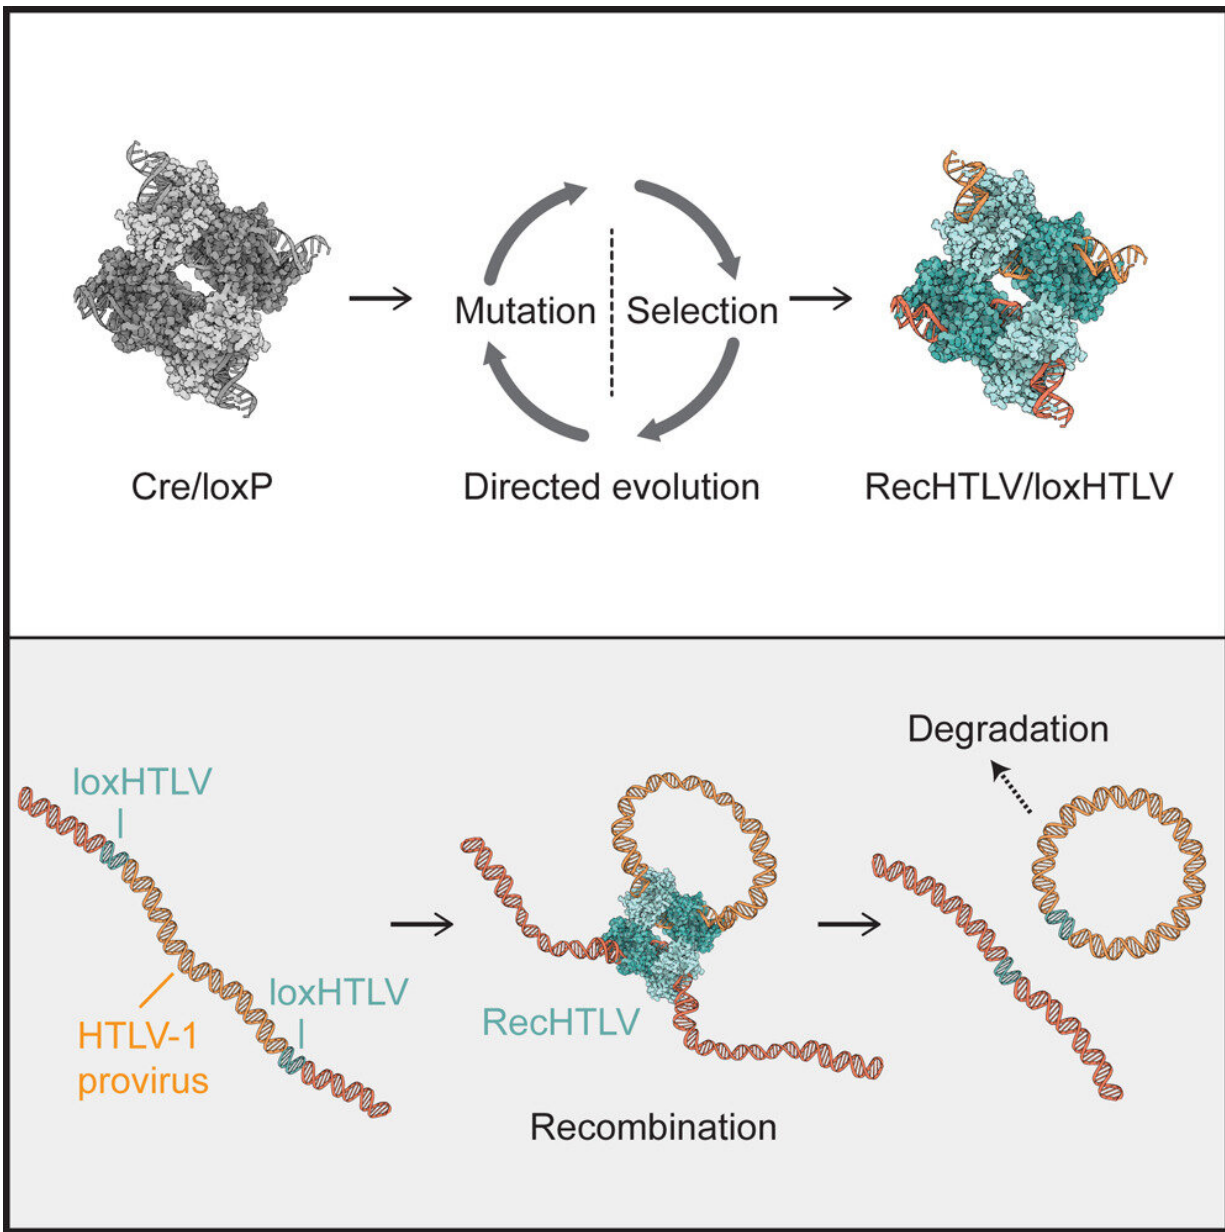 Mutation
Selection
Cre/loxP
Directed evolution
RecHTLV/loxHTLV
loxHTLV
HTLV-1
provirus
loxHTLV
RecHTLV
Recombination
Degradation